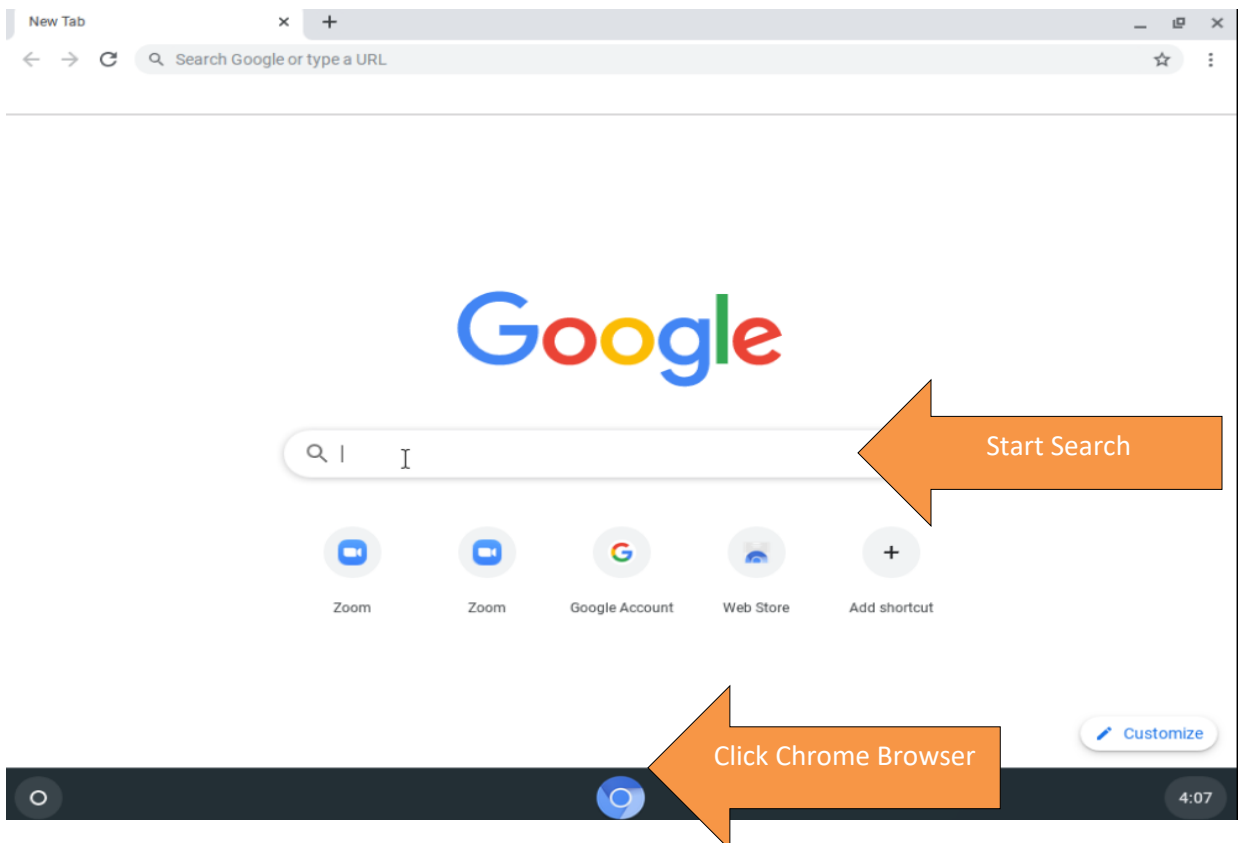 New Tab
Search Google or type a URL
Google
Start Search
Zoom Zoom Google Account Web Store Add shortcut
Customize
Click Chrome Browser
4:07